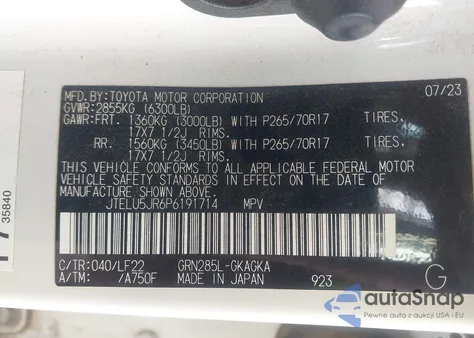 MFD.BY:TOYOTA MOTOR CORPORATION 07/23
GVWR:2855KG (6300LB)
GAWR:FRT. 1360KG (3000LB) WITH P265/70R17 TIRES.
17X7 1/2J RIMS.
RR. 1560KG (3450LB) WITH P265/70R17 TIRES.
17X7 1/2J RIMS.
THIS VEHICLE CONFORMS TO ALL APPLICABLE FEDERAL MOTOR
VEHICLE SAFETY STANDARDS IN EFFECT ON THE DATE OF
MANUFACTURE SHOWN ABOVE.
JTELU5JR6P6191714 MPV
C/TR:040/LF22 GRN285L-GKAGKA
A/TM: /A750F MADE IN JAPAN 923
G
35840
autoSnap
Pewne auta z aukcji USA i EU